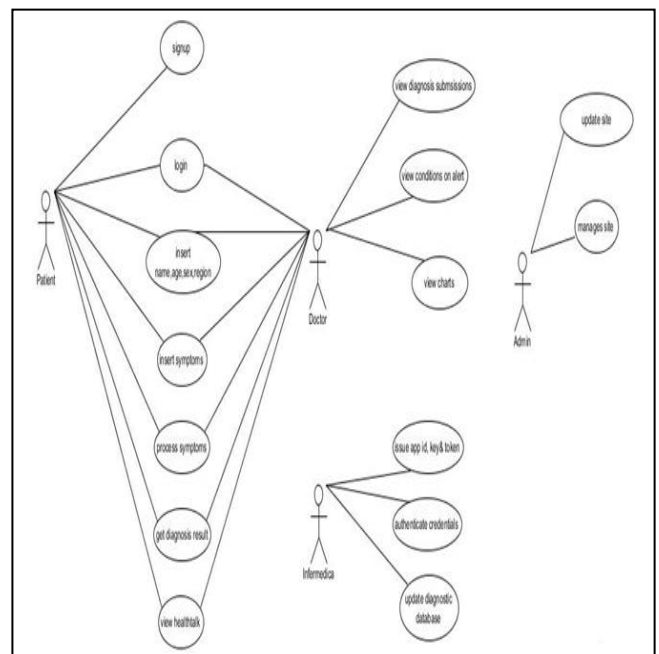 signup
view diagnosis submsissions
update site
login
view conditions on alert
manages site
insert
name,age,sex,region
Patient
Doctor
view charts
Admin
insert symptoms
process symptoms
issue app id, key& token
get diagnosis result
authenticate credentials
Infermedica
update diagnostic
database
view healthtalk